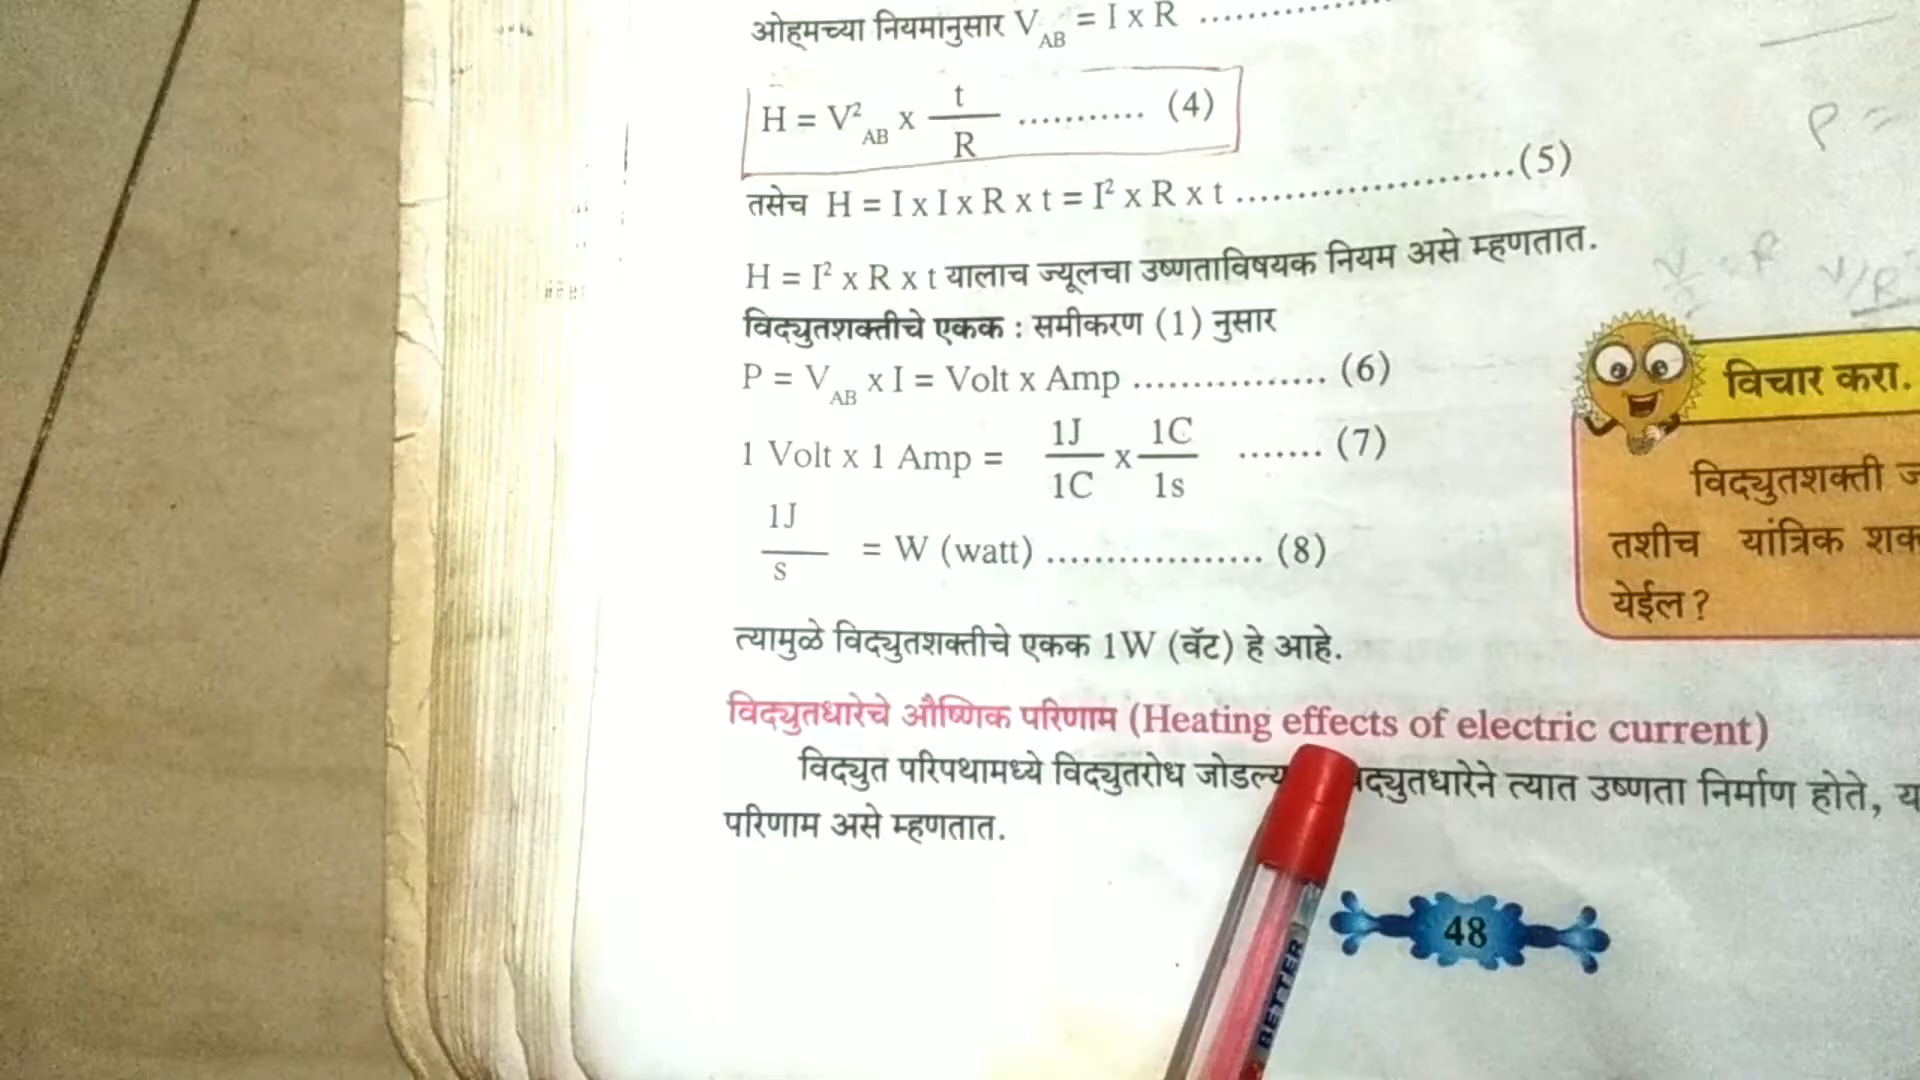 ओहमच्या नियमानुसार V_AB = I x R ....................
H = V²_AB x t/R ........... (4)
तसेच H = I x I x R x t = I² x R x t .......................(5)
H = I² x R x t यालाच ज्यूलचा उष्णताविषयक नियम असे म्हणतात.
विद्युतशक्तीचे एकक : समीकरण (1) नुसार
P = V_AB x I = Volt x Amp ................. (6)
1 Volt x 1 Amp = 1J/1C x 1C/1s ....... (7)
1J/s = W (watt) ................... (8)
त्यामुळे विद्युतशक्तीचे एकक 1W (वॅट) हे आहे.
विद्युतधारेचे औष्णिक परिणाम (Heating effects of electric current)
विद्युत परिपथामध्ये विद्युतरोध द्युतधारेने त्यात उष्णता निर्माण होते,
परिणाम असे म्हणतात.
48
विचार करा.
विद्युतशक्ती
तशीच यांत्रिक
येईल?
P =
V/R
BETTER